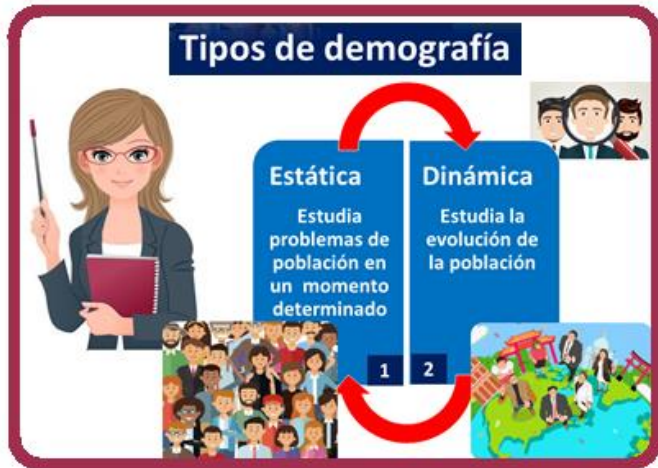 Tipos de demografía
Estática
Estudia
problemas de
población en
un momento
determinado
1
Dinámica
Estudia la
evolución de
la población
2